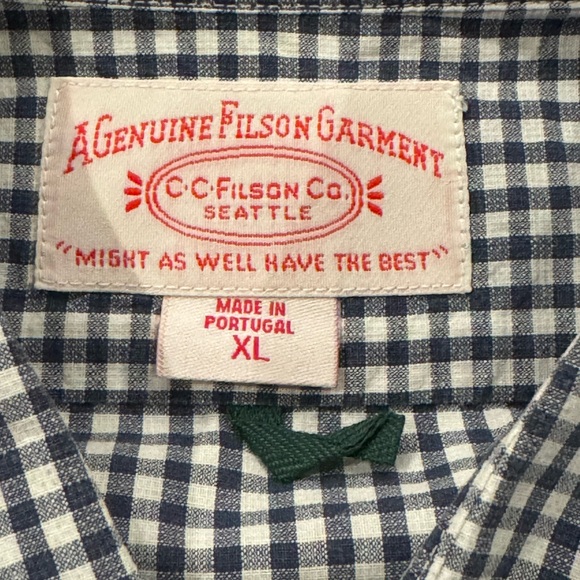 A GENUINE FILSON GARMENT
C·C·FILSON CO.
SEATTLE
"MIGHT AS WELL HAVE THE BEST"
MADE IN
PORTUGAL
XL